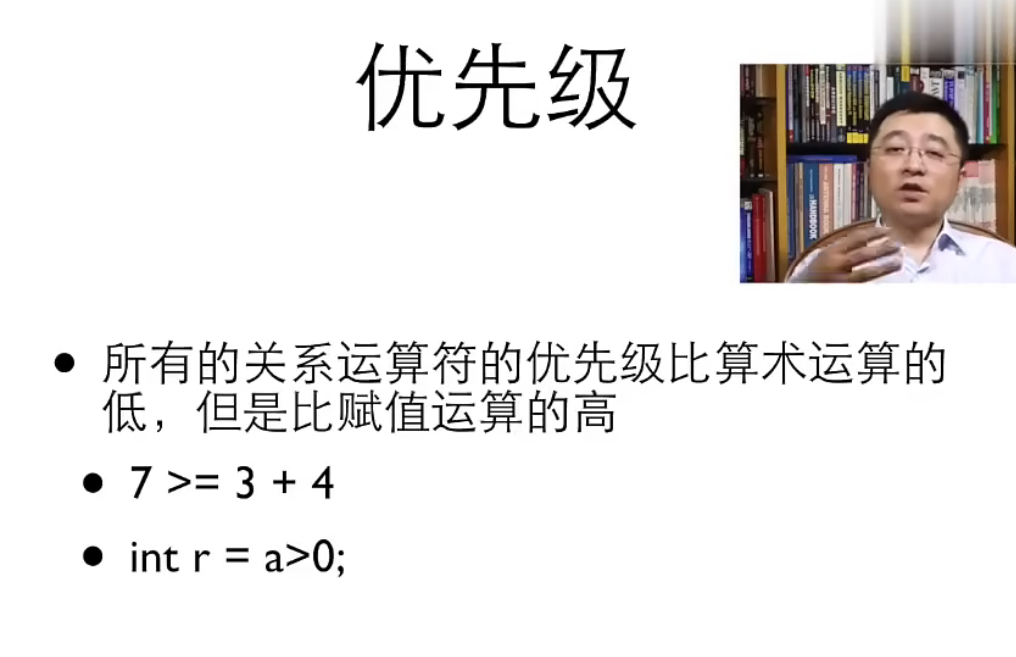 优先级
HANDBOOK
• 所有的关系运算符的优先级比算术运算的
低，但是比赋值运算的高
• 7 >= 3 + 4
• int r = a>0;